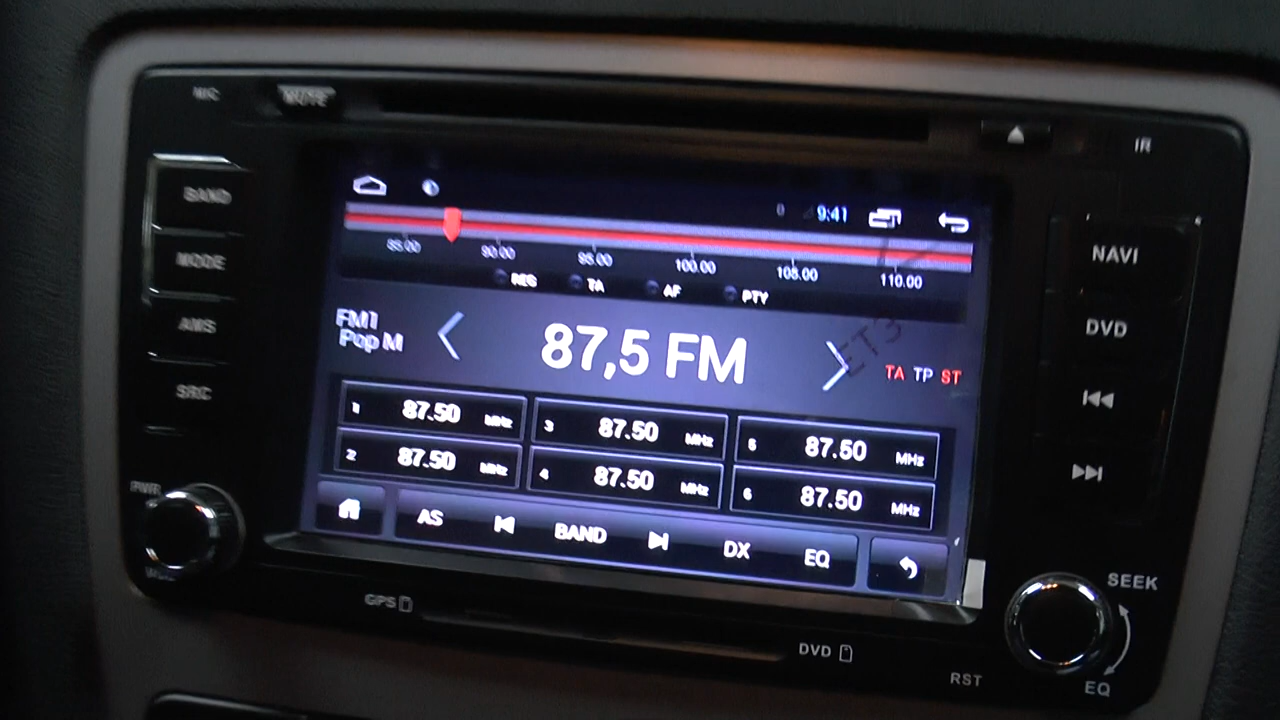 MIC MUTE
IR
BAND
MODE
AMS
SRC
PWR
9:41
85.00 90.00 95.00 100.00 105.00 110.00
REG TA AF PTY
FM1
Pop M
87,5 FM
TA TP ST
1 87.50 MHz 3 87.50 MHz 5 87.50 MHz
2 87.50 MHz 4 87.50 MHz 6 87.50 MHz
AS BAND DX EQ
NAVI
DVD
GPS
DVD
RST
SEEK
EQ